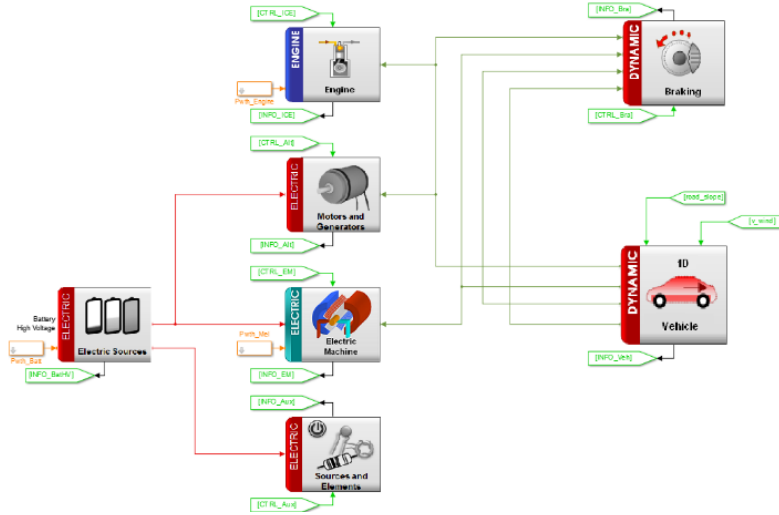 [CTRL_ICE]
ENGINE
Engine
Pwth_Engine
[INFO_ICE]
[INFO_Bra]
DYNAMIC
Braking
[CTRL_Bra]
[CTRL_Alt]
ELECTRIC
Motors and
Generators
[INFO_Alt]
[road_slope]
[v_wind]
DYNAMIC
1D
Vehicle
[INFO_Veh]
[CTRL_EM]
ELECTRIC
Electric
Machine
Pwth_Mel
[INFO_EM]
Battery
High Voltage
ELECTRIC
Electric Sources
Pwth_Batt
[INFO_BatHV]
[INFO_Aux]
ELECTRIC
Sources and
Elements
[CTRL_Aux]